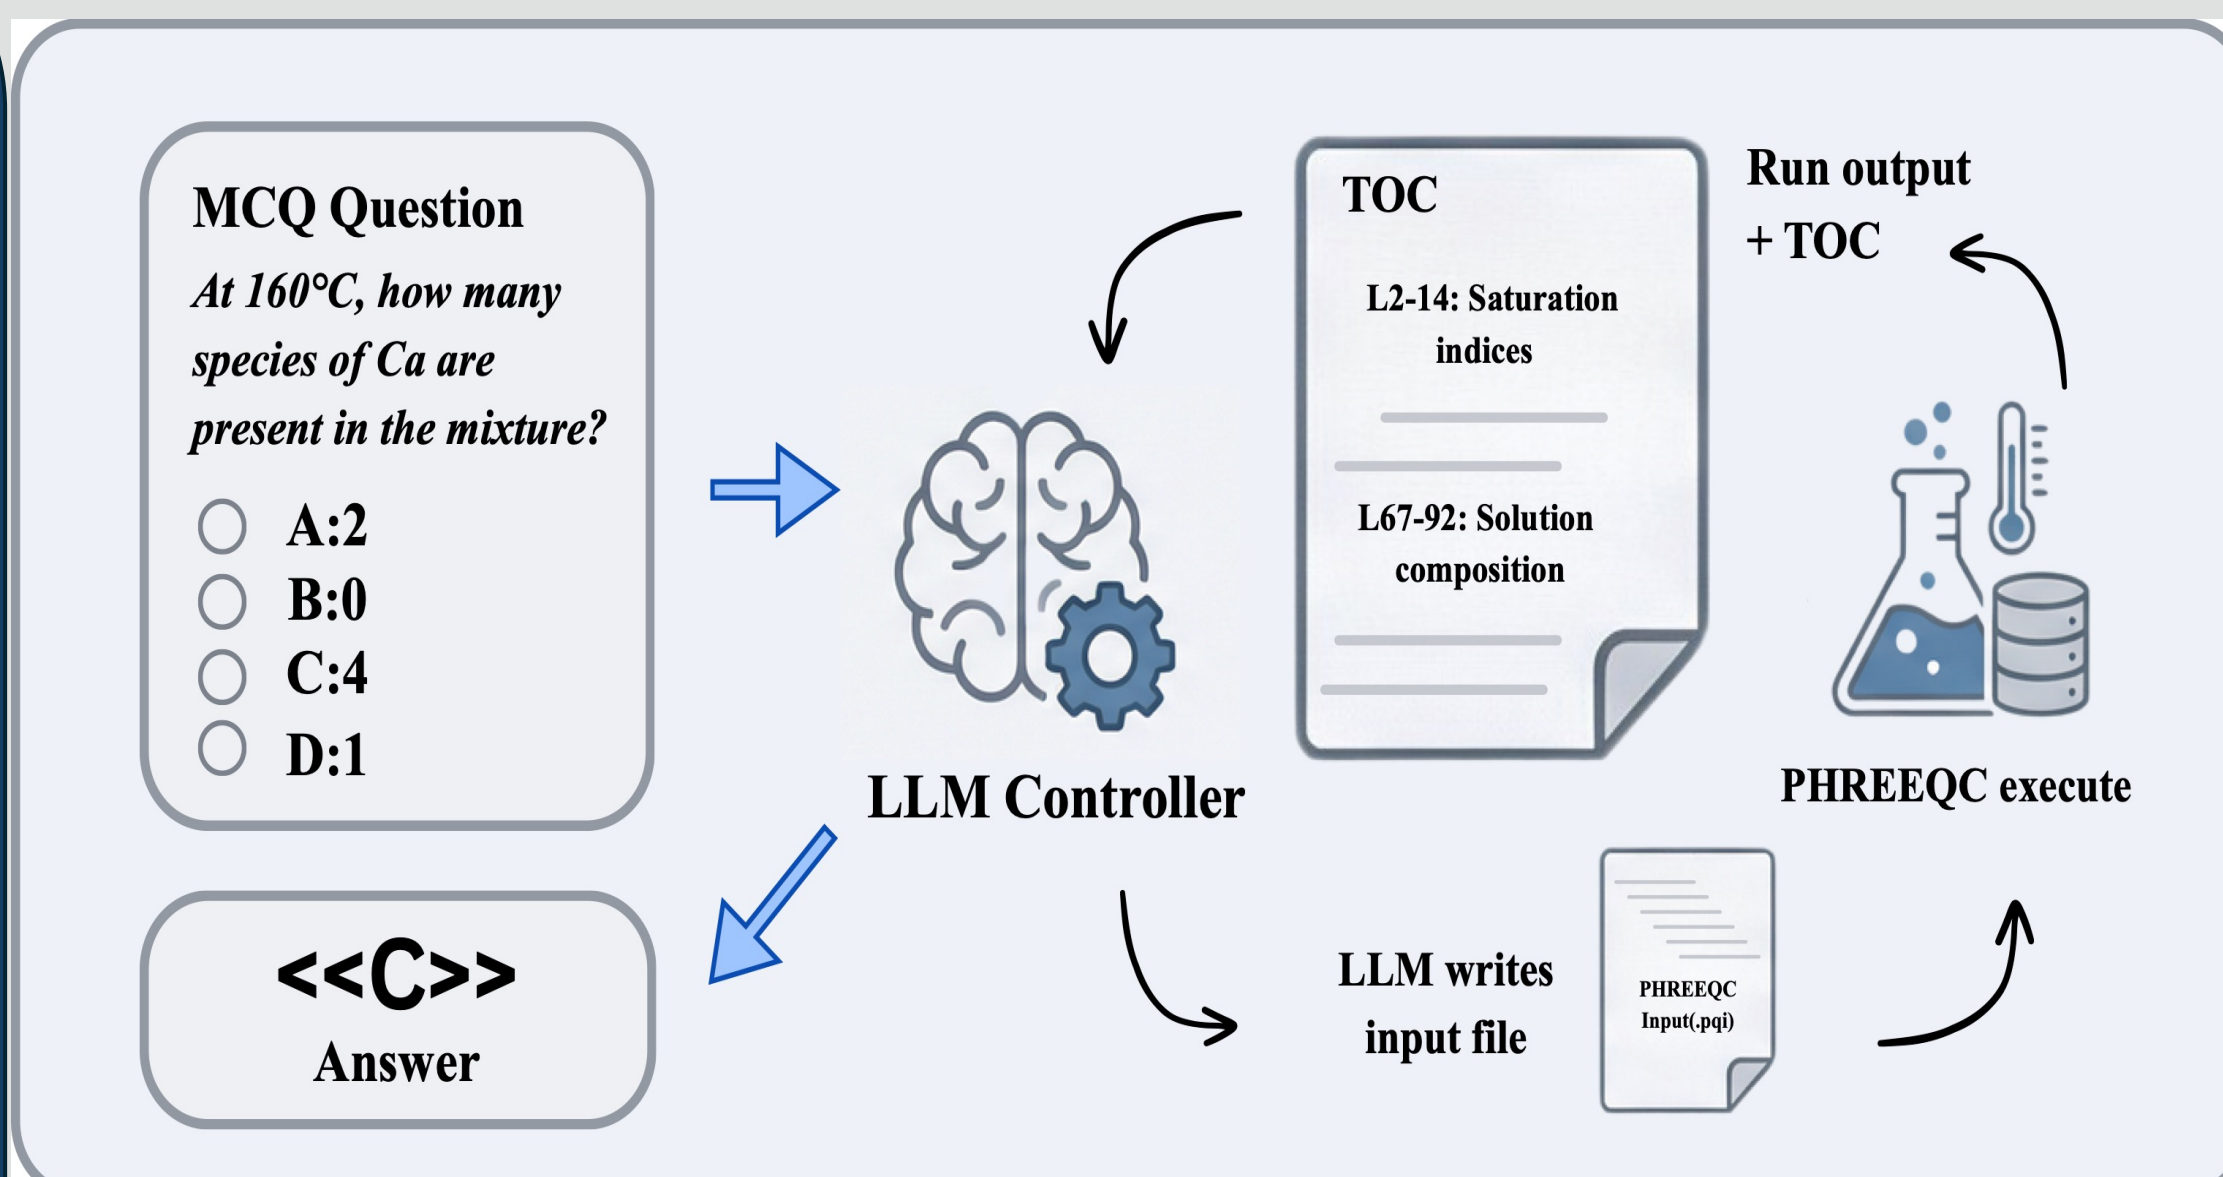 MCQ Question
At 160°C, how many
species of Ca are
present in the mixture?
A:2
B:0
C:4
D:1
<<C>>
Answer
LLM Controller
TOC
L2-14: Saturation
indices
L67-92: Solution
composition
Run output
+ TOC
PHREEQC execute
LLM writes
input file
PHREEQC
Input(.pqi)